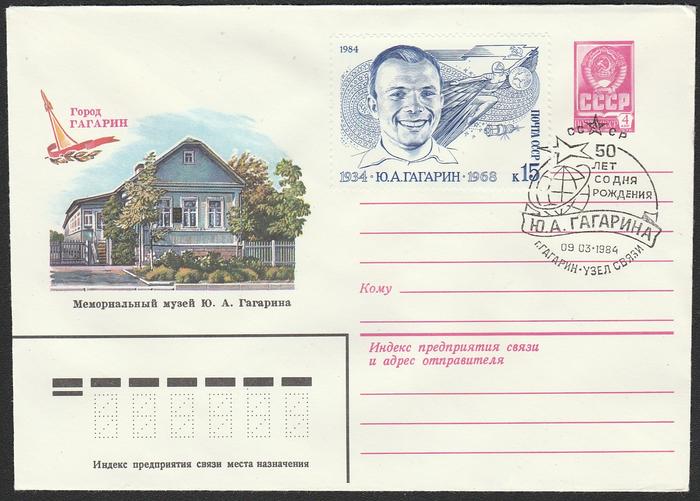 Город
ГАГАРИН
Мемориальный музей Ю. А. Гагарина
1984
1934 · Ю.А.ГАГАРИН · 1968
к 15
ПОЧТА СССР
СССР
4
СССР
50
ЛЕТ
СО ДНЯ
РОЖДЕНИЯ
Ю.А. ГАГАРИНА
09 03·1984
Г.ГАГАРИН·УЗЕЛ СВЯЗИ
Кому
Индекс предприятия связи
и адрес отправителя
Индекс предприятия связи места назначения